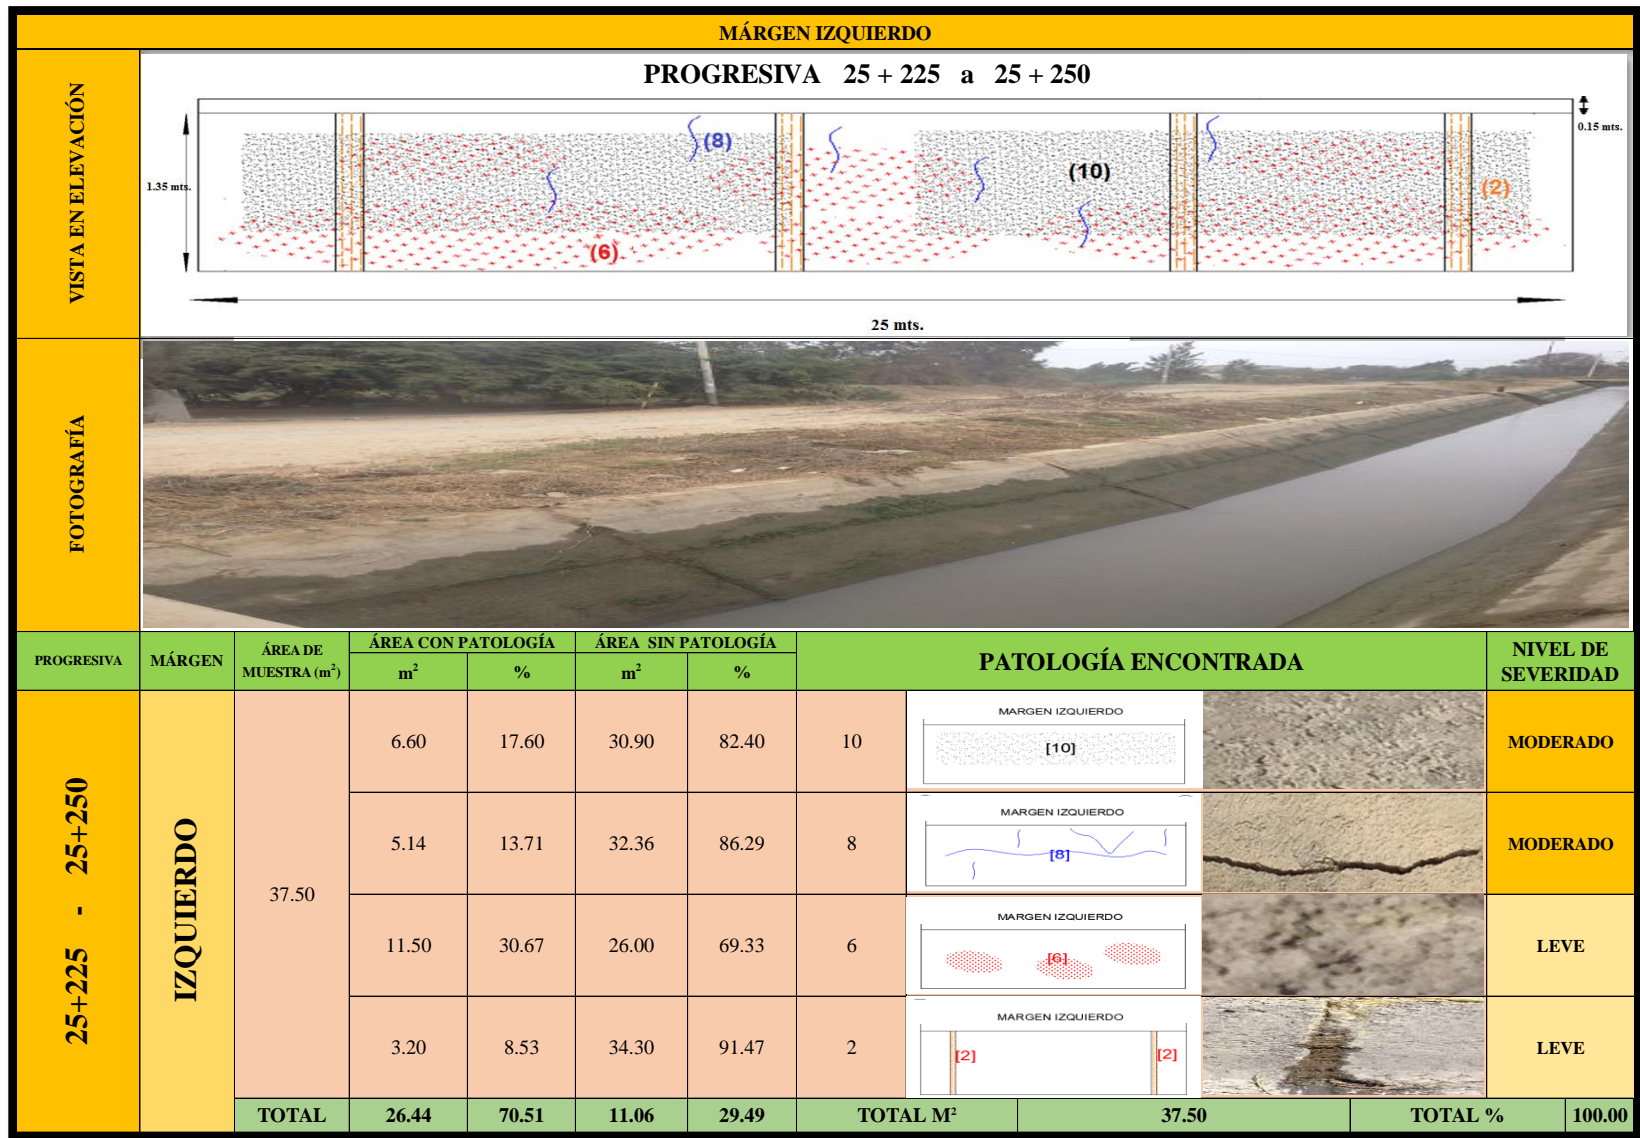 MÁRGEN IZQUIERDO
VISTA EN ELEVACIÓN
PROGRESIVA 25 + 225 a 25 + 250
0.15 mts.
1.35 mts.
(8)
(10)
(2)
(6)
25 mts.
FOTOGRAFÍA
PROGRESIVA
MÁRGEN
ÁREA DE
MUESTRA (m²)
ÁREA CON PATOLOGÍA
m²
%
ÁREA SIN PATOLOGÍA
m²
%
PATOLOGÍA ENCONTRADA
NIVEL DE
SEVERIDAD
25+225 - 25+250
IZQUIERDO
37.50
6.60 17.60 30.90 82.40 10
MARGEN IZQUIERDO
[10]
MODERADO
5.14 13.71 32.36 86.29 8
MARGEN IZQUIERDO
[8]
MODERADO
11.50 30.67 26.00 69.33 6
MARGEN IZQUIERDO
[6]
LEVE
3.20 8.53 34.30 91.47 2
MARGEN IZQUIERDO
[2] [2]
LEVE
TOTAL 26.44 70.51 11.06 29.49 TOTAL M² 37.50 TOTAL % 100.00